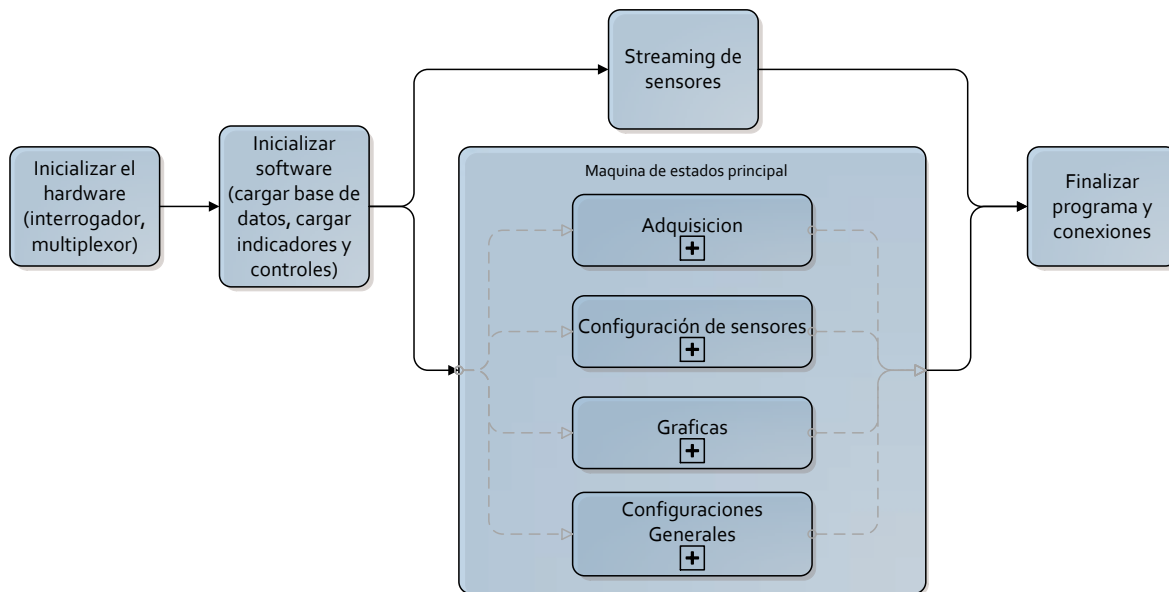 Inicializar el
hardware
(interrogador,
multiplexor)
Inicializar
software
(cargar base de
datos, cargar
indicadores y
controles)
Streaming de
sensores
Maquina de estados principal
Adquisicion
Configuración de sensores
Graficas
Configuraciones
Generales
Finalizar
programa y
conexiones